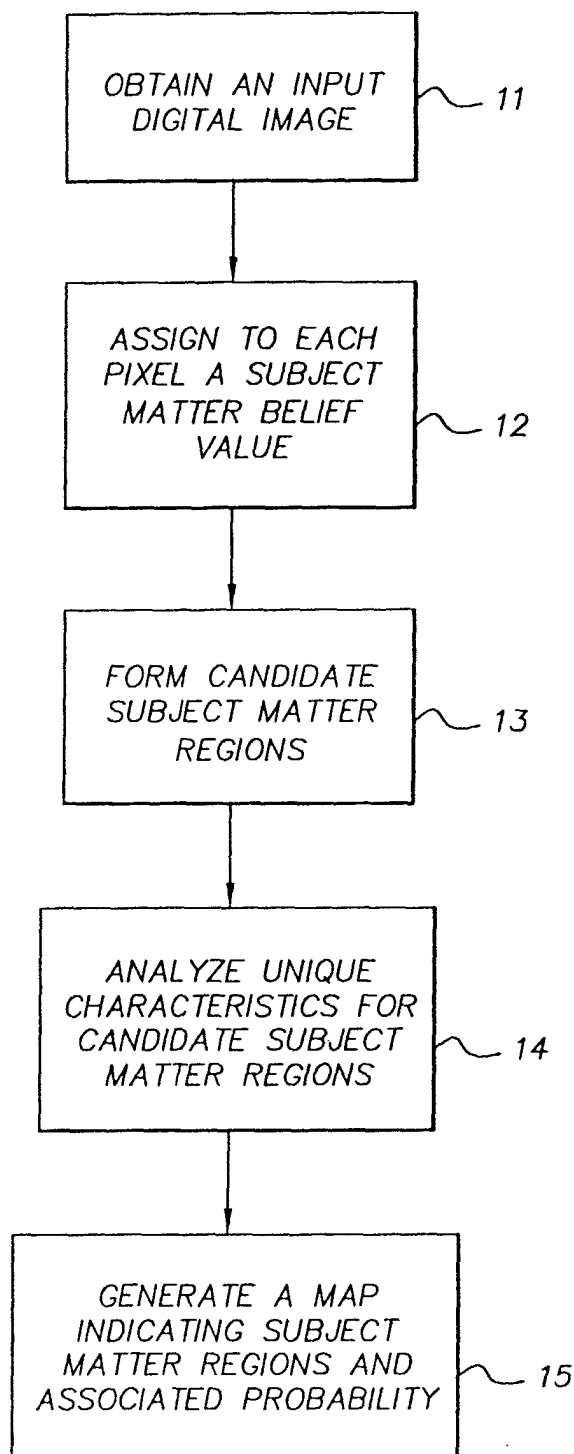 OBTAIN AN INPUT
DIGITAL IMAGE
11
ASSIGN TO EACH
PIXEL A SUBJECT
MATTER BELIEF
VALUE
12
FORM CANDIDATE
SUBJECT MATTER
REGIONS
13
ANALYZE UNIQUE
CHARACTERISTICS FOR
CANDIDATE SUBJECT
MATTER REGIONS
14
GENERATE A MAP
INDICATING SUBJECT
MATTER REGIONS AND
ASSOCIATED PROBABILITY
15